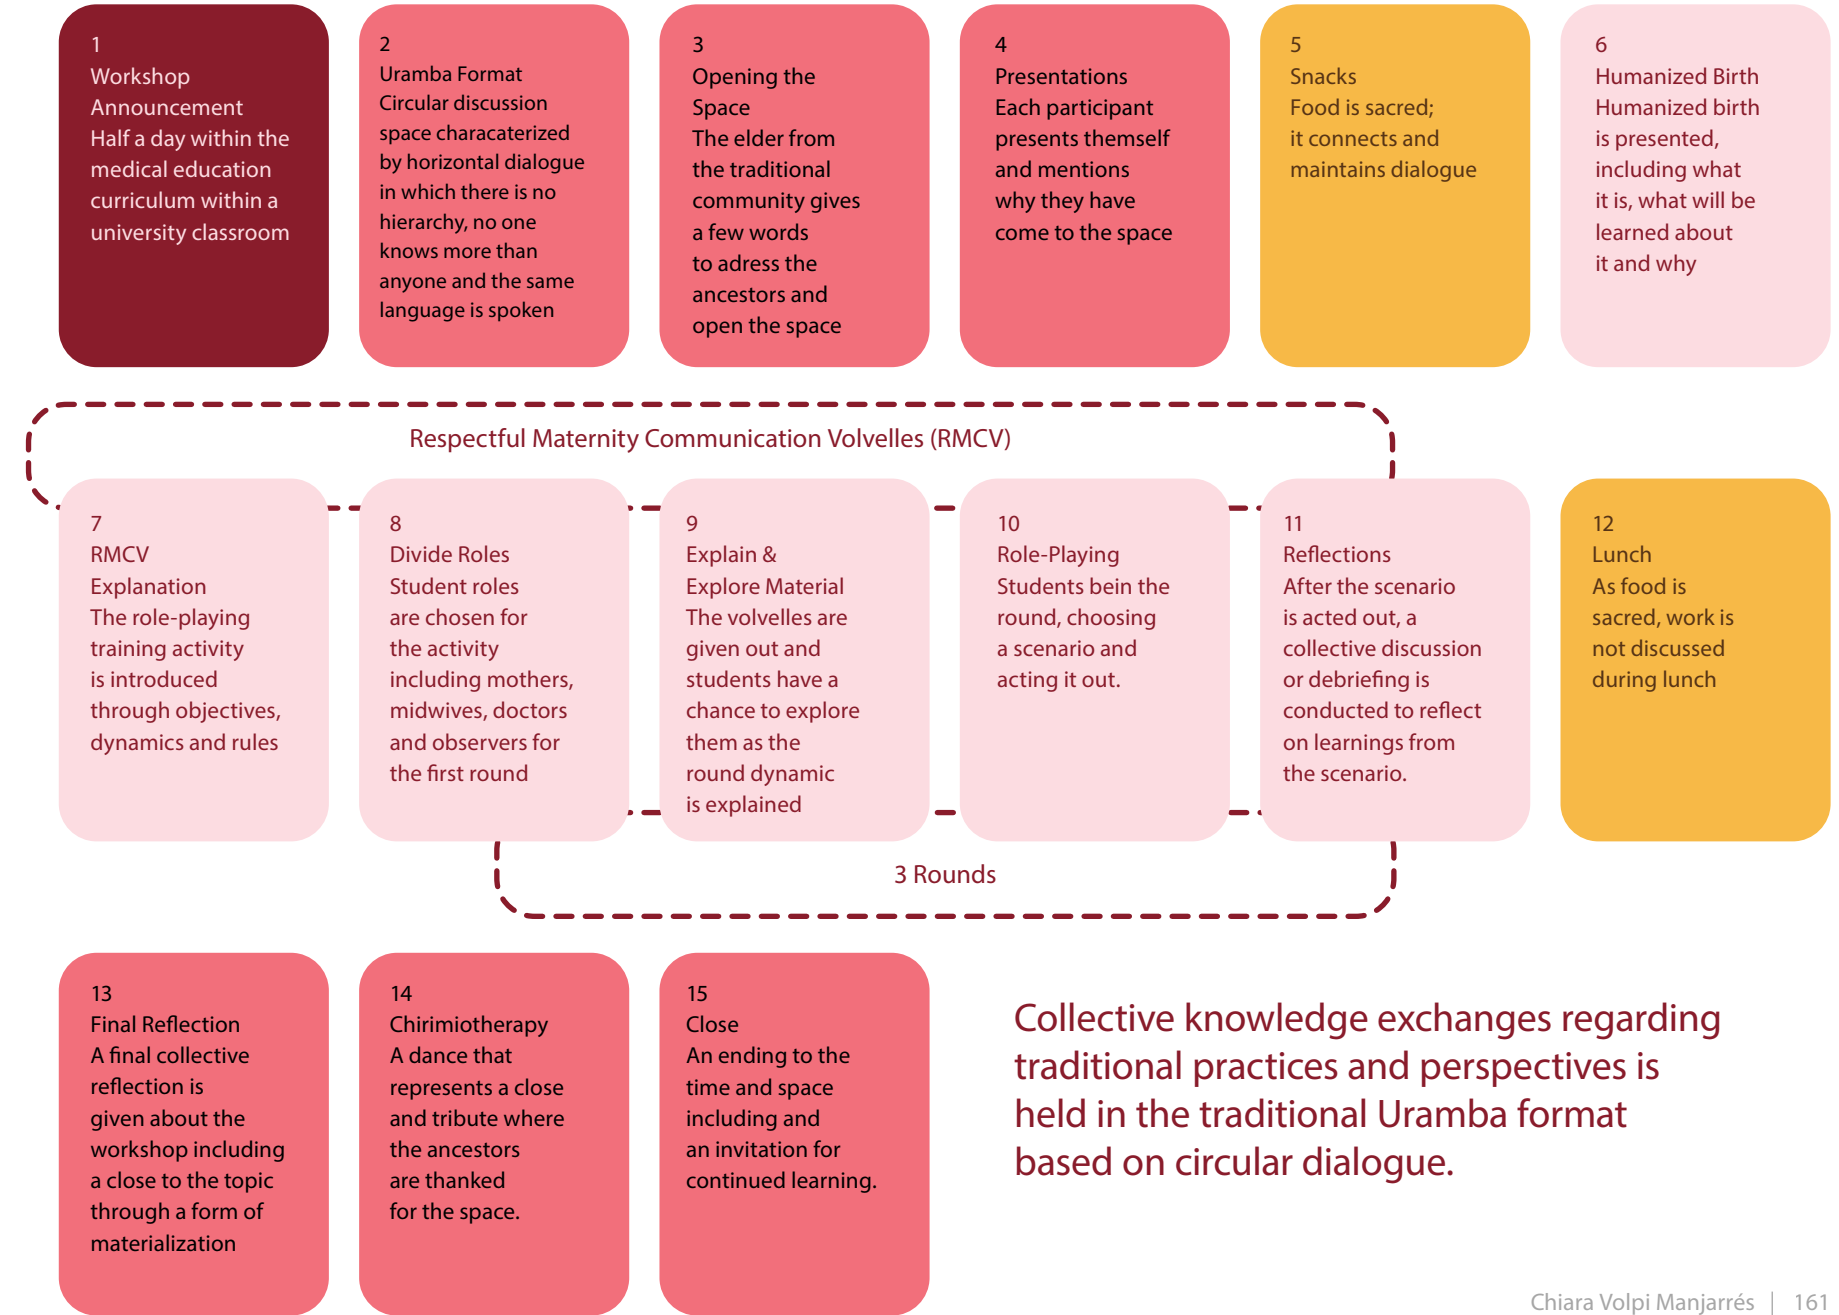 1
Workshop
Announcement
Half a day within the
medical education
curriculum within a
university classroom
2
Uramba Format
Circular discussion
space characaterized
by horizontal dialogue
in which there is no
hierarchy, no one
knows more than
anyone and the same
language is spoken
3
Opening the
Space
The elder from
the traditional
community gives
a few words
to adress the
ancestors and
open the space
4
Presentations
Each participant
presents themself
and mentions
why they have
come to the space
5
Snacks
Food is sacred;
it connects and
maintains dialogue
6
Humanized Birth
Humanized birth
is presented,
including what
it is, what will be
learned about
it and why
Respectful Maternity Communication Volvelles (RMCV)
7
RMCV
Explanation
The role-playing
training activity
is introduced
through objectives,
dynamics and rules
8
Divide Roles
Student roles
are chosen for
the activity
including mothers,
midwives, doctors
and observers for
the first round
9
Explain &
Explore Material
The volvelles are
given out and
students have a
chance to explore
them as the
round dynamic
is explained
10
Role-Playing
Students bein the
round, choosing
a scenario and
acting it out.
11
Reflections
After the scenario
is acted out, a
collective discussion
or debriefing is
conducted to reflect
on learnings from
the scenario.
12
Lunch
As food is
sacred, work is
not discussed
during lunch
3 Rounds
13
Final Reflection
A final collective
reflection is
given about the
workshop including
a close to the topic
through a form of
materialization
14
Chirimiotherapy
A dance that
represents a close
and tribute where
the ancestors
are thanked
for the space.
15
Close
An ending to the
time and space
including and
an invitation for
continued learning.
Collective knowledge exchanges regarding
traditional practices and perspectives is
held in the traditional Uramba format
based on circular dialogue.
Chiara Volpi Manjarrés | 161